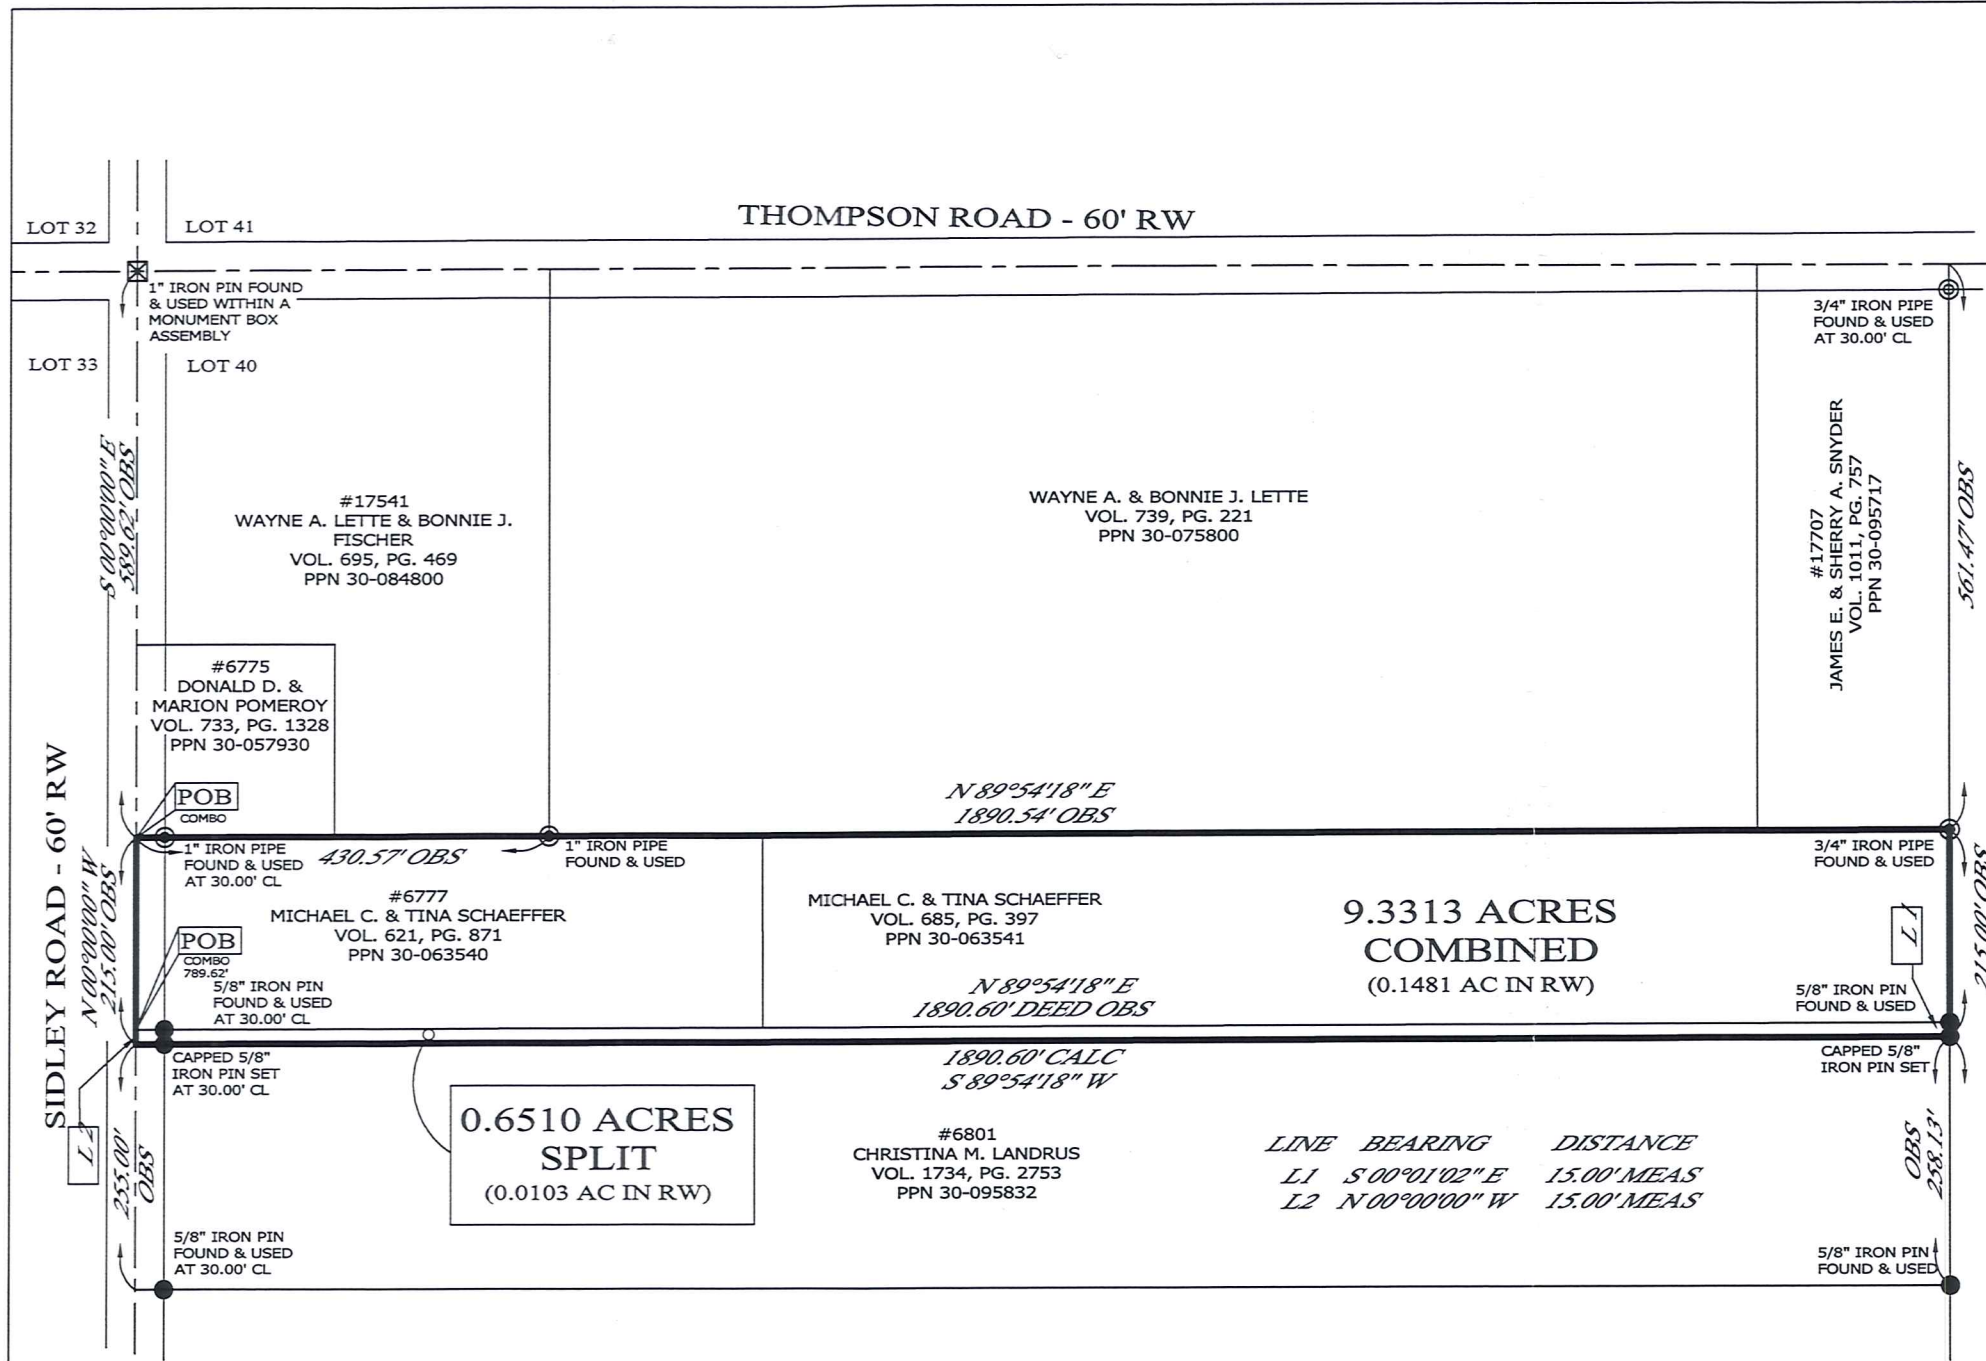 THOMPSON ROAD - 60' RW
LOT 32
LOT 41
1" IRON PIN FOUND
& USED WITHIN A
MONUMENT BOX
ASSEMBLY
3/4" IRON PIPE
FOUND & USED
AT 30.00' CL
LOT 33
LOT 40
S 00°00'00" E
589.62' OBS
#17541
WAYNE A. LETTE & BONNIE J.
FISCHER
VOL. 695, PG. 469
PPN 30-084800
WAYNE A. & BONNIE J. LETTE
VOL. 739, PG. 221
PPN 30-075800
#17707
JAMES E. & SHERRY A. SNYDER
VOL. 1011, PG. 757
PPN 30-095717
561.47' OBS
#6775
DONALD D. &
MARION POMEROY
VOL. 733, PG. 1328
PPN 30-057930
SIDLEY ROAD - 60' RW
POB
COMBO
N 89°54'18" E
1890.54' OBS
1" IRON PIPE
FOUND & USED
AT 30.00' CL
430.57' OBS
1" IRON PIPE
FOUND & USED
3/4" IRON PIPE
FOUND & USED
N 00°00'00" W
215.00' OBS
#6777
MICHAEL C. & TINA SCHAEFFER
VOL. 621, PG. 871
PPN 30-063540
MICHAEL C. & TINA SCHAEFFER
VOL. 685, PG. 397
PPN 30-063541
9.3313 ACRES
COMBINED
(0.1481 AC IN RW)
L1
215.00' OBS
POB
COMBO
789.62'
5/8" IRON PIN
FOUND & USED
AT 30.00' CL
N 89°54'18" E
1890.60' DEED OBS
5/8" IRON PIN
FOUND & USED
CAPPED 5/8"
IRON PIN SET
AT 30.00' CL
1890.60' CALC
S 89°54'18" W
CAPPED 5/8"
IRON PIN SET
L2
255.00'
OBS
0.6510 ACRES
SPLIT
(0.0103 AC IN RW)
#6801
CHRISTINA M. LANDRUS
VOL. 1734, PG. 2753
PPN 30-095832
LINE BEARING DISTANCE
L1 S 00°01'02" E 15.00' MEAS
L2 N 00°00'00" W 15.00' MEAS
OBS
258.13'
5/8" IRON PIN
FOUND & USED
AT 30.00' CL
5/8" IRON PIN
FOUND & USED